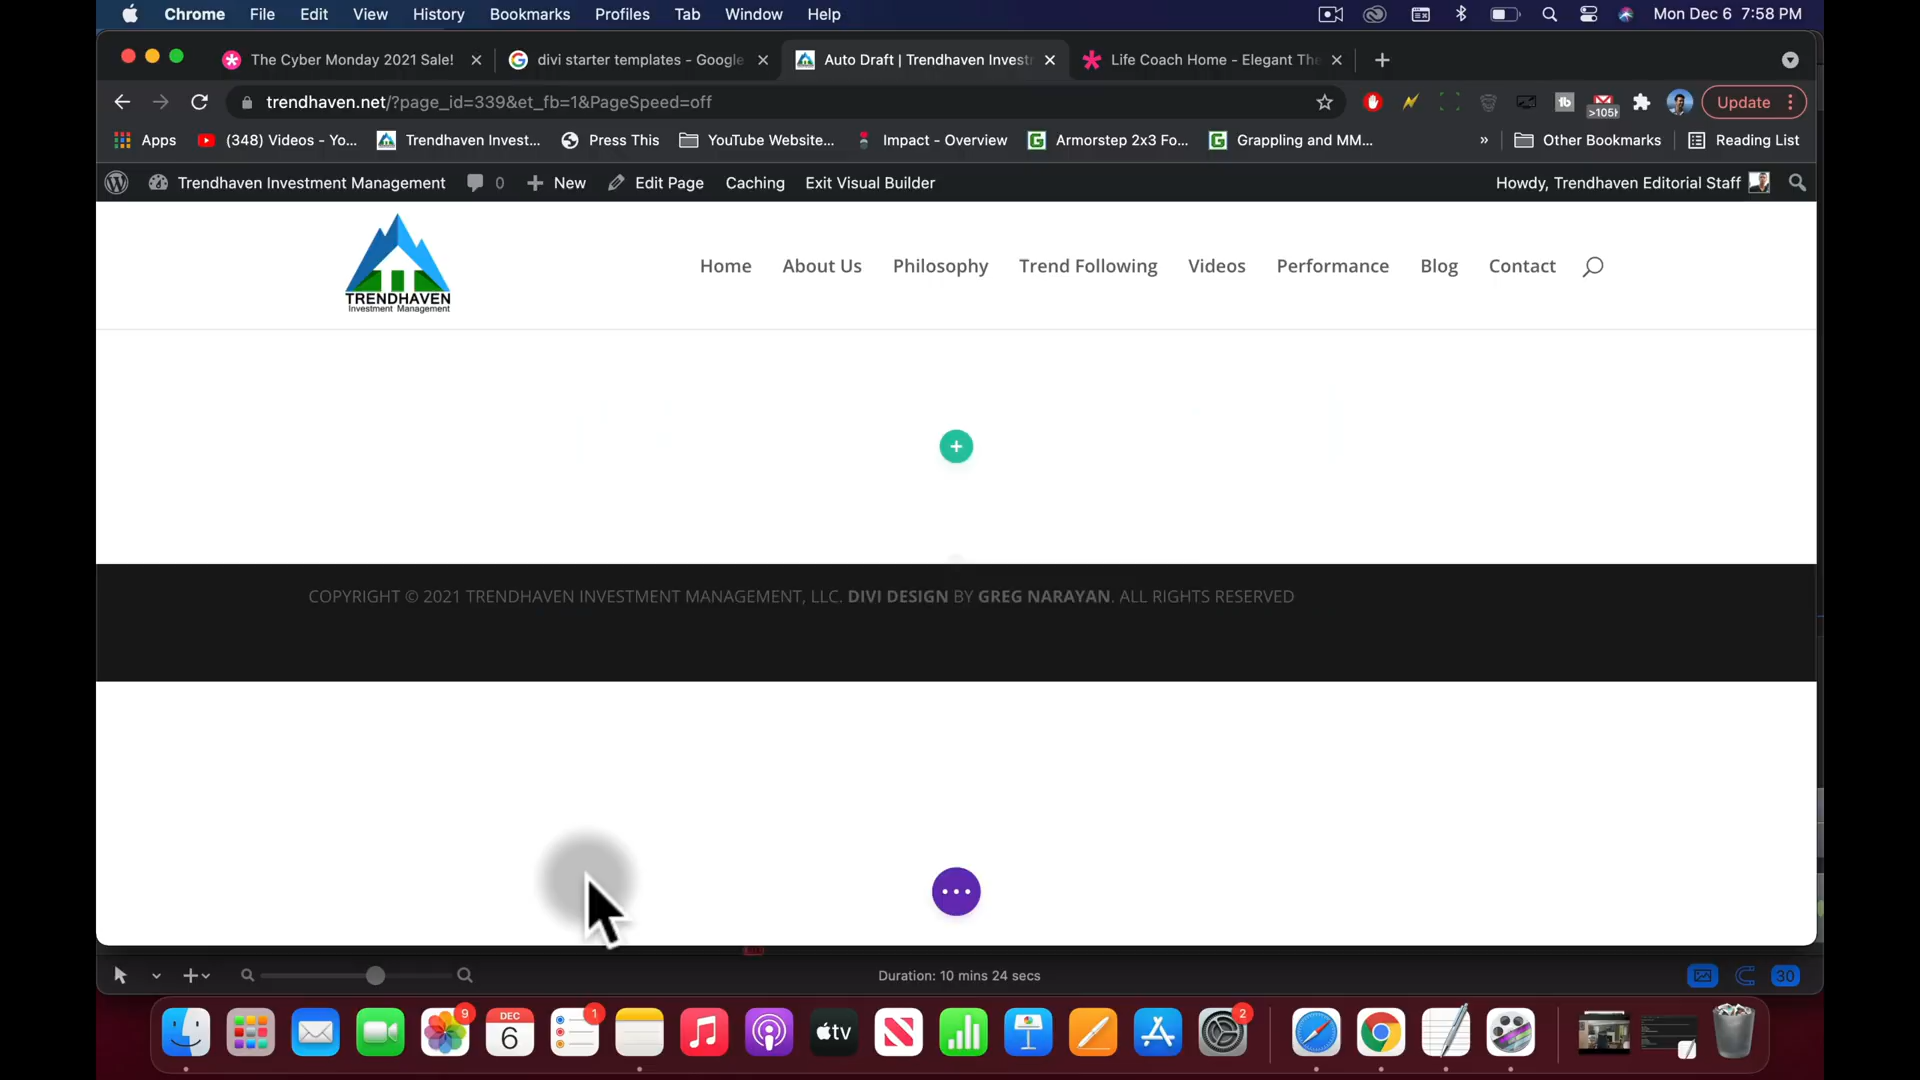 Chrome File Edit View History Bookmarks Profiles Tab Window Help Mon Dec 6 7:58 PM
The Cyber Monday 2021 Sale! divi starter templates - Google Auto Draft | Trendhaven Invest Life Coach Home - Elegant The
trendhaven.net/?page_id=339&et_fb=1&PageSpeed=off tb >105† Update
Apps (348) Videos - Yo... Trendhaven Invest... Press This YouTube Website... Impact - Overview Armorstep 2x3 Fo... Grappling and MM... » Other Bookmarks Reading List
Trendhaven Investment Management 0 New Edit Page Caching Exit Visual Builder Howdy, Trendhaven Editorial Staff
TRENDHAVEN
Investment Management
Home About Us Philosophy Trend Following Videos Performance Blog Contact
COPYRIGHT © 2021 TRENDHAVEN INVESTMENT MANAGEMENT, LLC. DIVI DESIGN BY GREG NARAYAN. ALL RIGHTS RESERVED
Duration: 10 mins 24 secs 30
9 DEC 6 1 tv 2